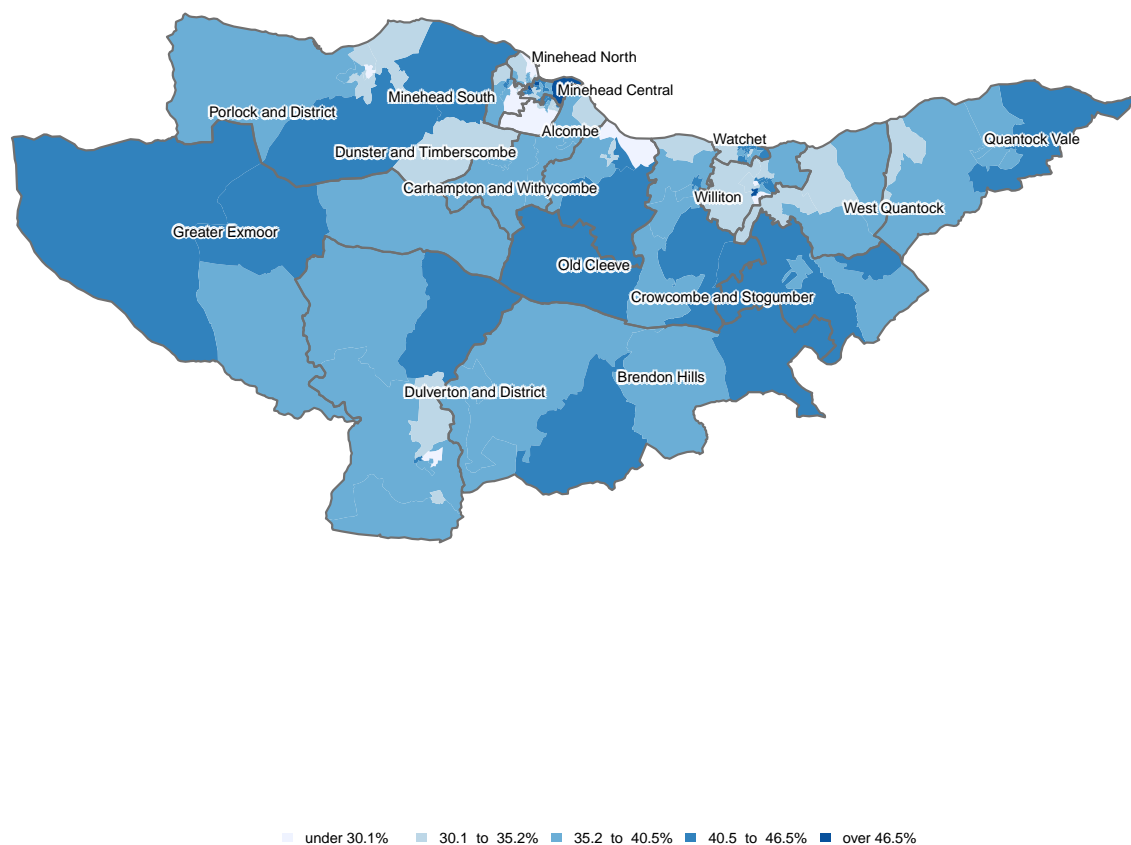 Minehead North
Minehead Central
Minehead South
Porlock and District
Alcombe
Watchet
Quantock Vale
Dunster and Timberscombe
Carhampton and Withycombe
Williton
West Quantock
Greater Exmoor
Old Cleeve
Crowcombe and Stogumber
Brendon Hills
Dulverton and District
under 30.1% 30.1 to 35.2% 35.2 to 40.5% 40.5 to 46.5% over 46.5%